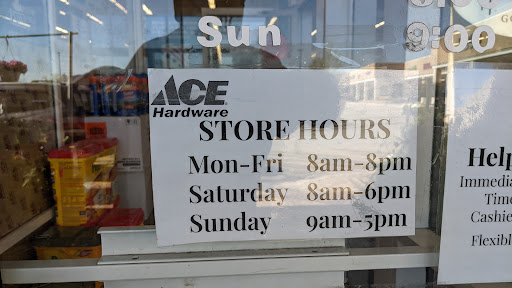 Sun 9:00
ACE
Hardware
STORE HOURS
Mon-Fri 8am-8pm
Saturday 8am-6pm
Sunday 9am-5pm
Help
Immedia
Time
Cashie
Flexibl